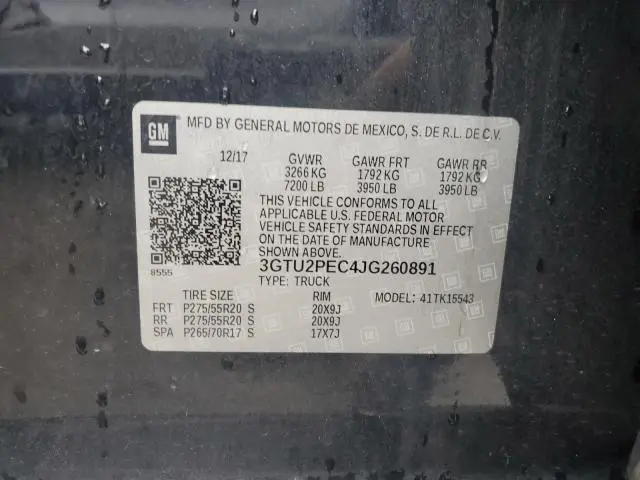 GM MFD BY GENERAL MOTORS DE MEXICO, S. DE R.L. DE C.V.
12/17 GVWR GAWR FRT GAWR RR
3266 KG 1792 KG 1792 KG
7200 LB 3950 LB 3950 LB
THIS VEHICLE CONFORMS TO ALL
APPLICABLE U.S. FEDERAL MOTOR
VEHICLE SAFETY STANDARDS IN EFFECT
ON THE DATE OF MANUFACTURE
SHOWN ABOVE.
8555 3GTU2PEC4JG260891
TYPE: TRUCK
TIRE SIZE RIM MODEL: 41TK15543
FRT P275/55R20 S 20X9J
RR P275/55R20 S 20X9J
SPA P265/70R17 S 17X7J